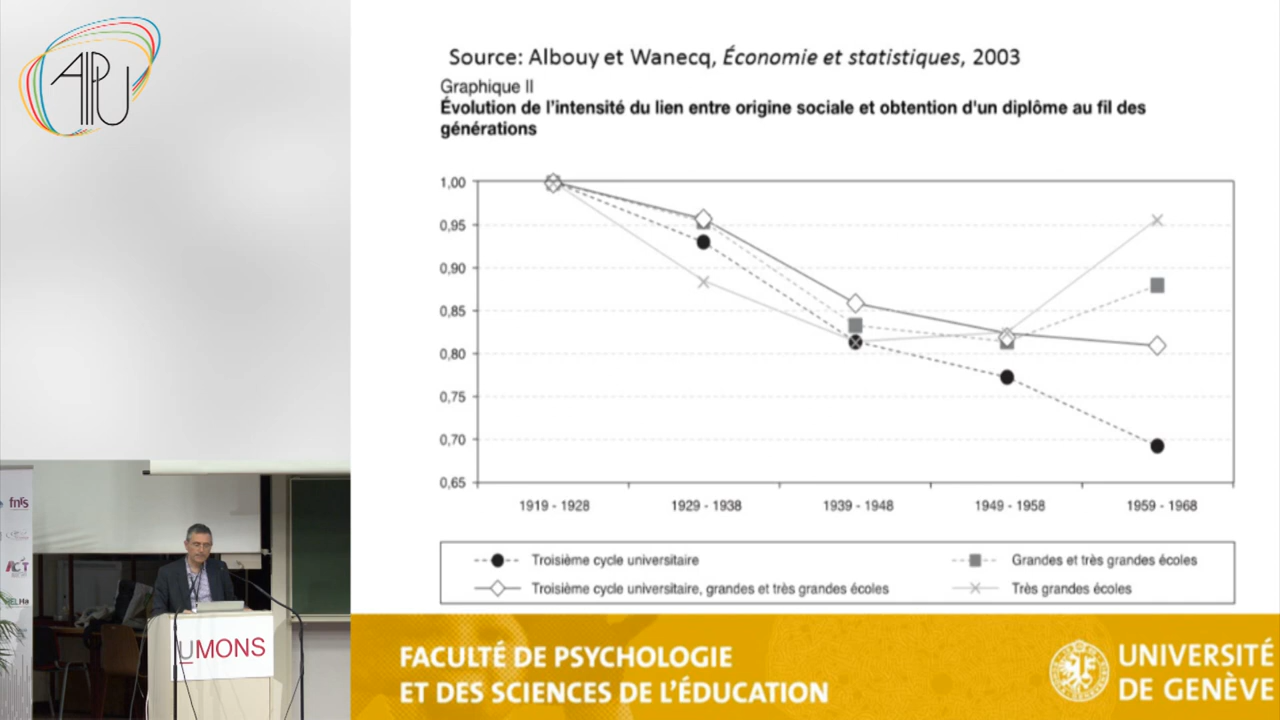 AIPU
Source: Albouy et Wanecq, Économie et statistiques, 2003
Graphique II
Évolution de l'intensité du lien entre origine sociale et obtention d'un diplôme au fil des
générations
1,00
0,95
0,90
0,85
0,80
0,75
0,70
0,65
1919 - 1928
1929 - 1938
1939 - 1948
1949 - 1958
1959 - 1968
Troisième cycle universitaire
Grandes et très grandes écoles
Troisième cycle universitaire, grandes et très grandes écoles
Très grandes écoles
fnrs
UMONS
FACULTÉ DE PSYCHOLOGIE
ET DES SCIENCES DE L'ÉDUCATION
UNIVERSITÉ
DE GENÈVE